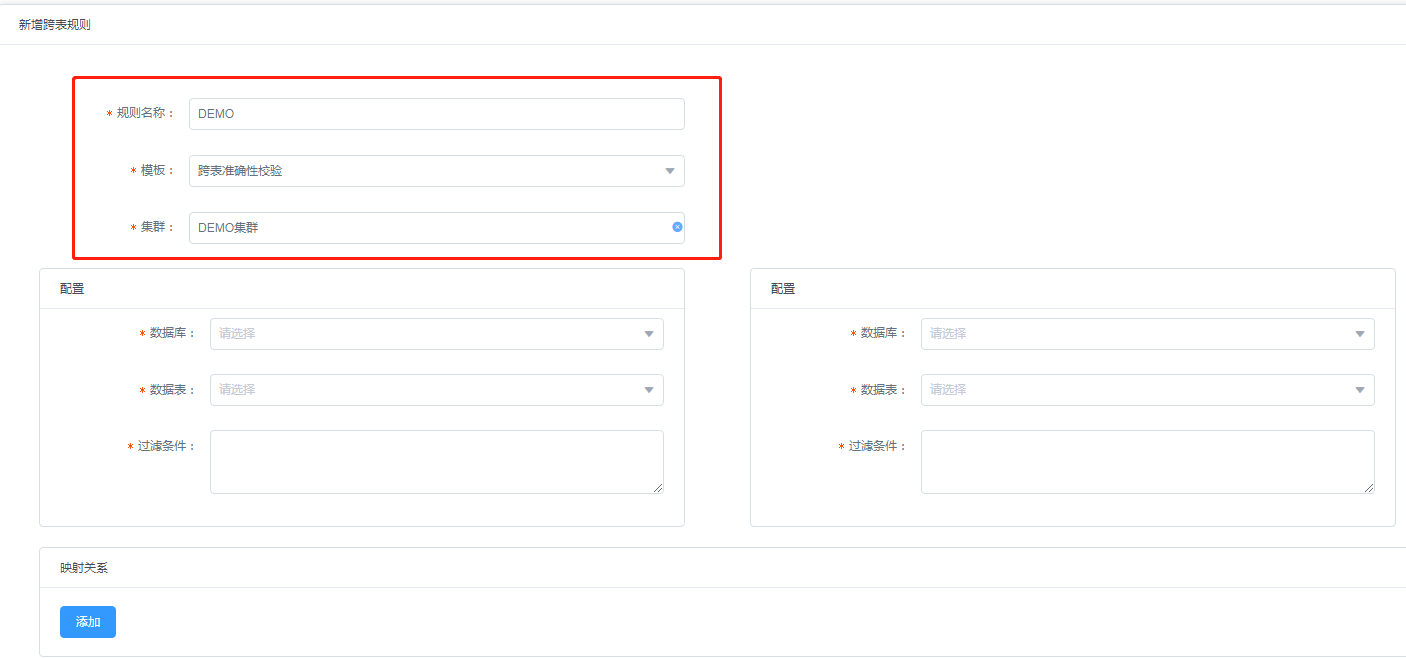 新增跨表规则
* 规则名称： DEMO
* 模板： 跨表准确性校验
* 集群： DEMO集群
配置
* 数据库： 请选择
* 数据表： 请选择
* 过滤条件：
配置
* 数据库： 请选择
* 数据表： 请选择
* 过滤条件：
映射关系
添加